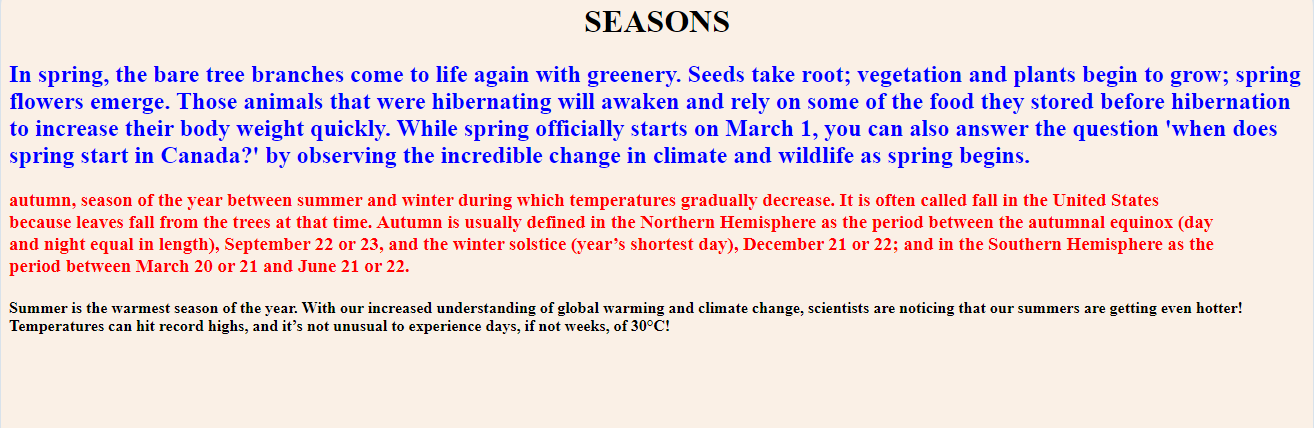 SEASONS
In spring, the bare tree branches come to life again with greenery. Seeds take root; vegetation and plants begin to grow; spring
flowers emerge. Those animals that were hibernating will awaken and rely on some of the food they stored before hibernation
to increase their body weight quickly. While spring officially starts on March 1, you can also answer the question 'when does
spring start in Canada?' by observing the incredible change in climate and wildlife as spring begins.
autumn, season of the year between summer and winter during which temperatures gradually decrease. It is often called fall in the United States
because leaves fall from the trees at that time. Autumn is usually defined in the Northern Hemisphere as the period between the autumnal equinox (day
and night equal in length), September 22 or 23, and the winter solstice (year’s shortest day), December 21 or 22; and in the Southern Hemisphere as the
period between March 20 or 21 and June 21 or 22.
Summer is the warmest season of the year. With our increased understanding of global warming and climate change, scientists are noticing that our summers are getting even hotter!
Temperatures can hit record highs, and it’s not unusual to experience days, if not weeks, of 30°C!